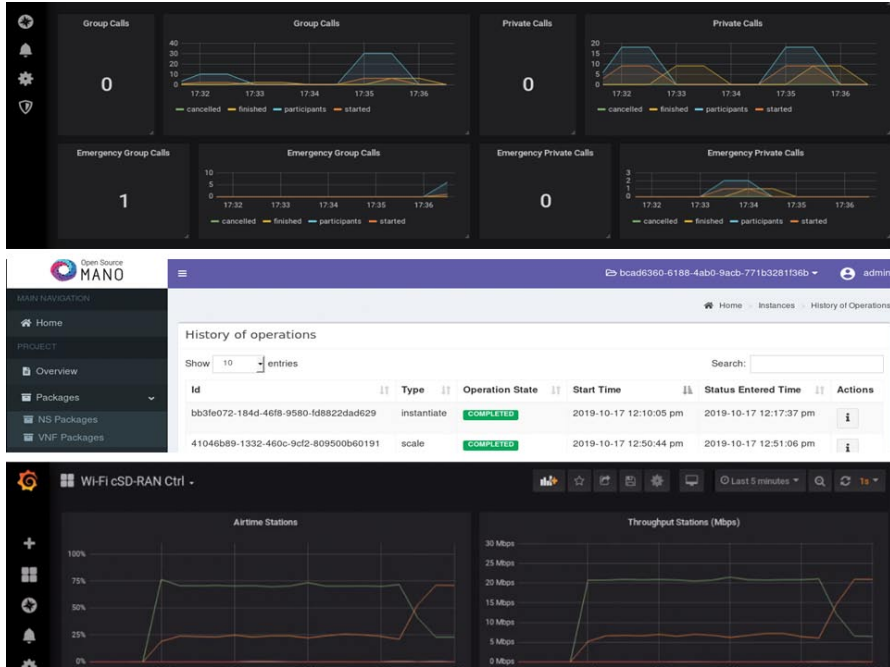 Group Calls
0
Group Calls
40
30
20
10
0
17:32 17:33 17:34 17:35 17:36
cancelled finished participants started
Private Calls
0
Private Calls
20
15
10
5
0
17:32 17:33 17:34 17:35 17:36
cancelled finished participants started
Emergency Group Calls
1
Emergency Group Calls
10
5
0
17:32 17:33 17:34 17:35 17:36
cancelled finished participants started
Emergency Private Calls
0
Emergency Private Calls
3
2
1
0
17:32 17:33 17:34 17:35 17:36
cancelled finished participants started
Open Source
MANO
bcad6360-6188-4ab0-9acb-771b3281f36b admin
MAIN NAVIGATION
Home
PROJECT
Overview
Packages
NS Packages
VNF Packages
Home > Instances > History of Operations
History of operations
Show 10 entries
Search:
Id Type Operation State Start Time Status Entered Time Actions
bb3fe072-184d-46f8-9580-fd8822dad629 instantiate COMPLETED 2019-10-17 12:10:05 pm 2019-10-17 12:17:37 pm i
41046b89-1332-460c-9cf2-809500b60191 scale COMPLETED 2019-10-17 12:50:44 pm 2019-10-17 12:51:06 pm i
Wi-Fi cSD-RAN Ctrl
Last 5 minutes 1s
Airtime Stations
100%
75%
50%
25%
0%
Throughput Stations (Mbps)
30 Mbps
25 Mbps
20 Mbps
15 Mbps
10 Mbps
5 Mbps
0 Mbps